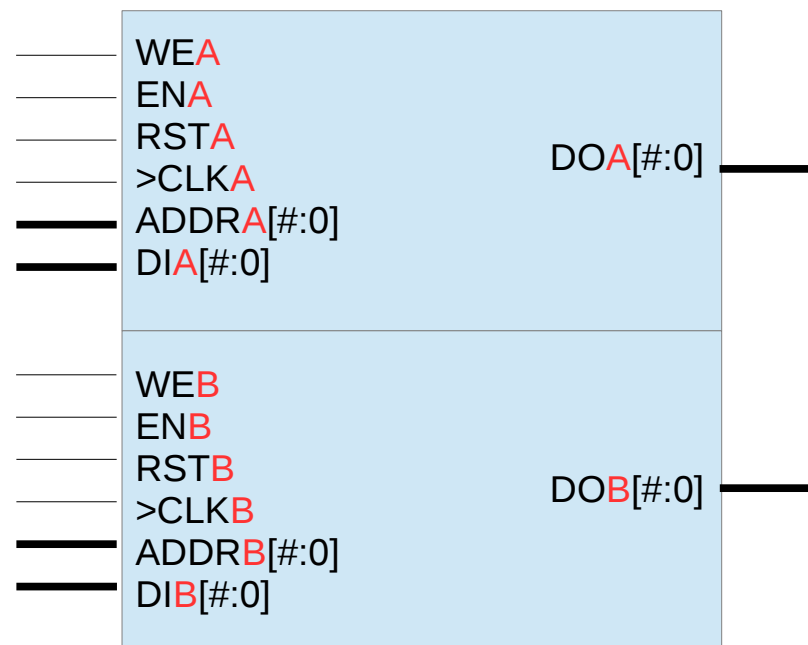 WEA
ENA
RSTA
>CLKA
ADDRA[#:0]
DIA[#:0]
DOA[#:0]
WEB
ENB
RSTB
>CLKB
ADDRB[#:0]
DIB[#:0]
DOB[#:0]